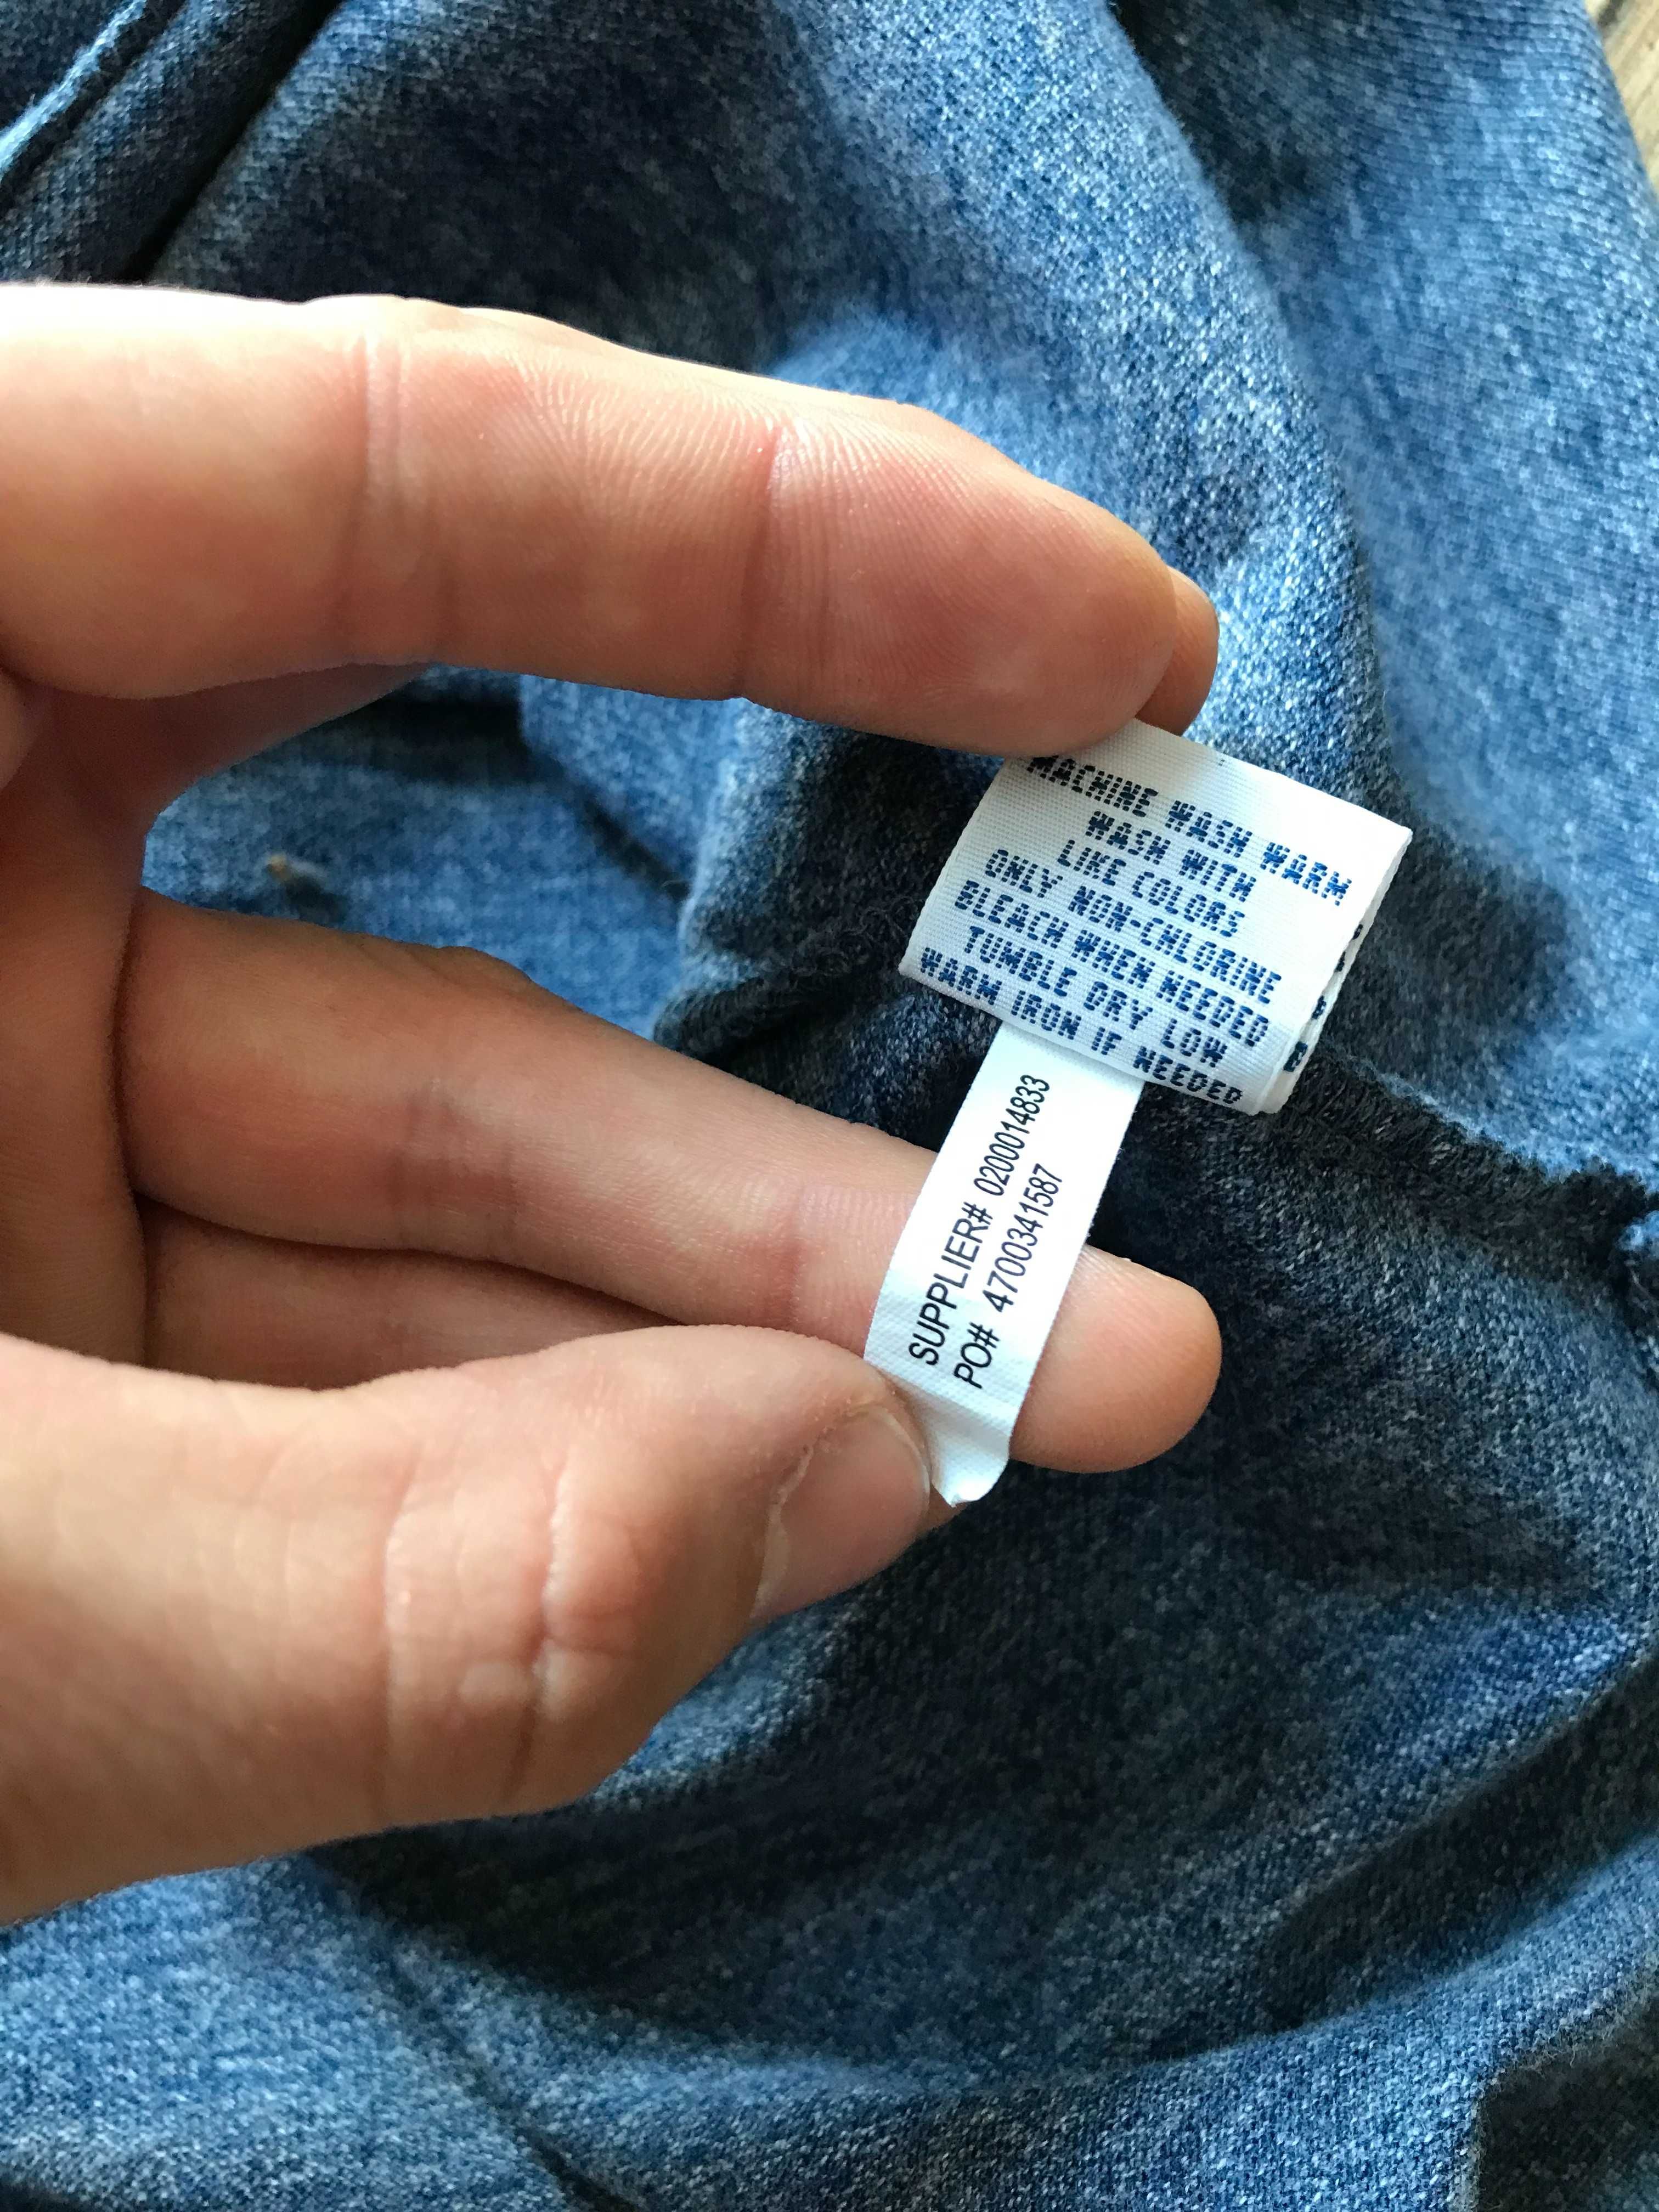 MACHINE WASH WARM
WASH WITH
LIKE COLORS
ONLY NON-CHLORINE
BLEACH WHEN NEEDED
TUMBLE DRY LOW
WARM IRON IF NEEDED
SUPPLIER# 0200014833
PO# 4700341587